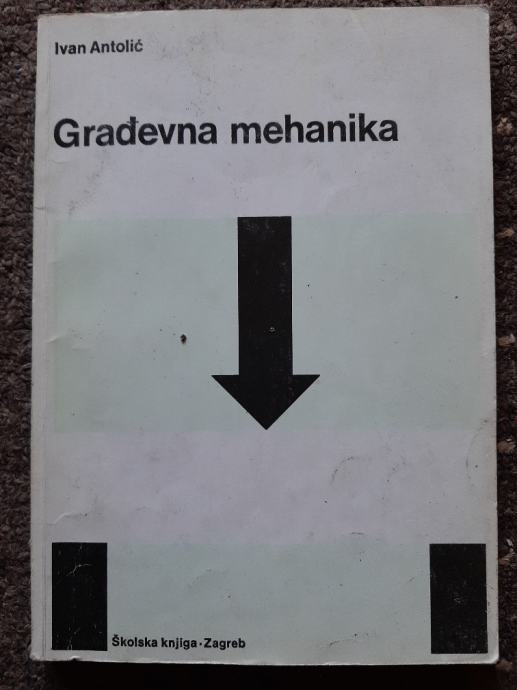 Ivan Antolić
Građevna mehanika
Školska knjiga · Zagreb